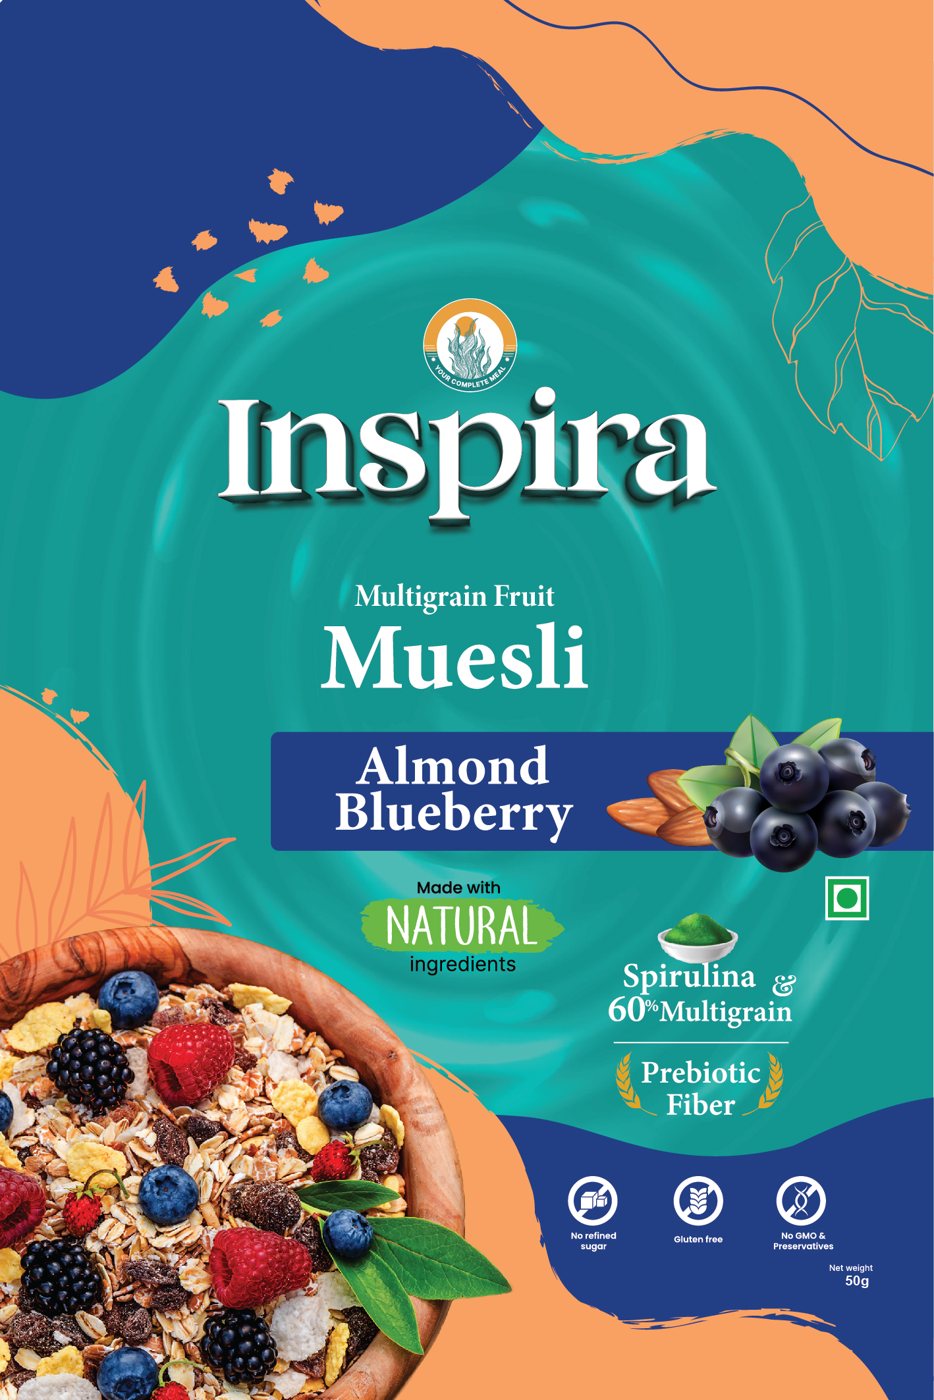 YOUR COMPLETE MEAL
Inspira
Multigrain Fruit
Muesli
Almond
Blueberry
Made with
NATURAL
ingredients
Spirulina &
60% Multigrain
Prebiotic
Fiber
No refined
sugar
Gluten free
No GMO &
Preservatives
Net weight
50g